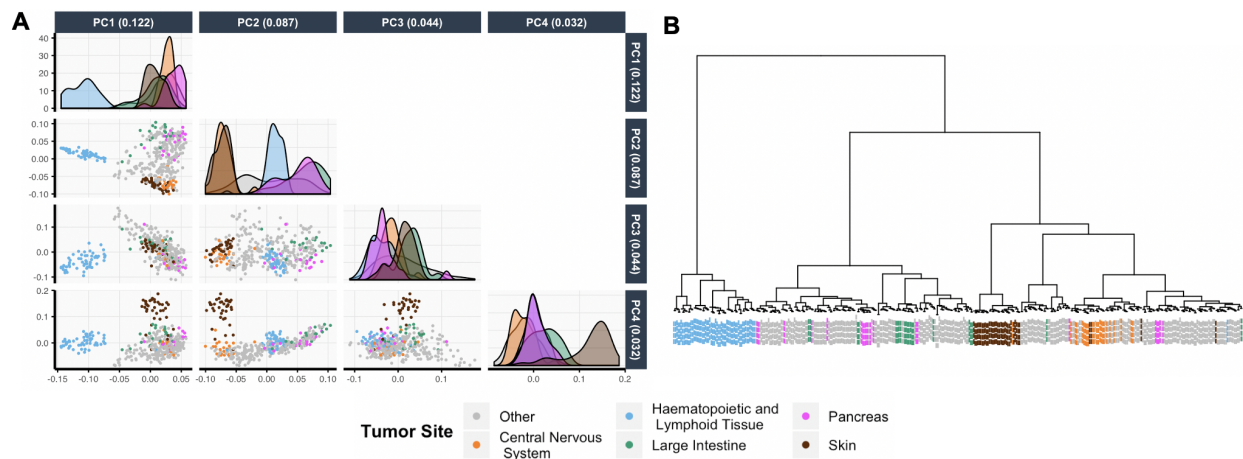 A
B
PC1 (0.122)
PC2 (0.087)
PC3 (0.044)
PC4 (0.032)
PC1 (0.122)
PC2 (0.087)
PC3 (0.044)
PC4 (0.032)
40
30
20
10
0
0.10
0.05
0.00
-0.05
-0.10
0.1
0.0
-0.1
0.2
0.1
0.0
-0.15
-0.10
-0.05
0.00
0.05
-0.10
-0.05
0.00
0.05
0.10
-0.1
0.0
0.1
0.0
0.1
0.2
Tumor Site
Other
Central Nervous
System
Haematopoietic and
Lymphoid Tissue
Large Intestine
Pancreas
Skin